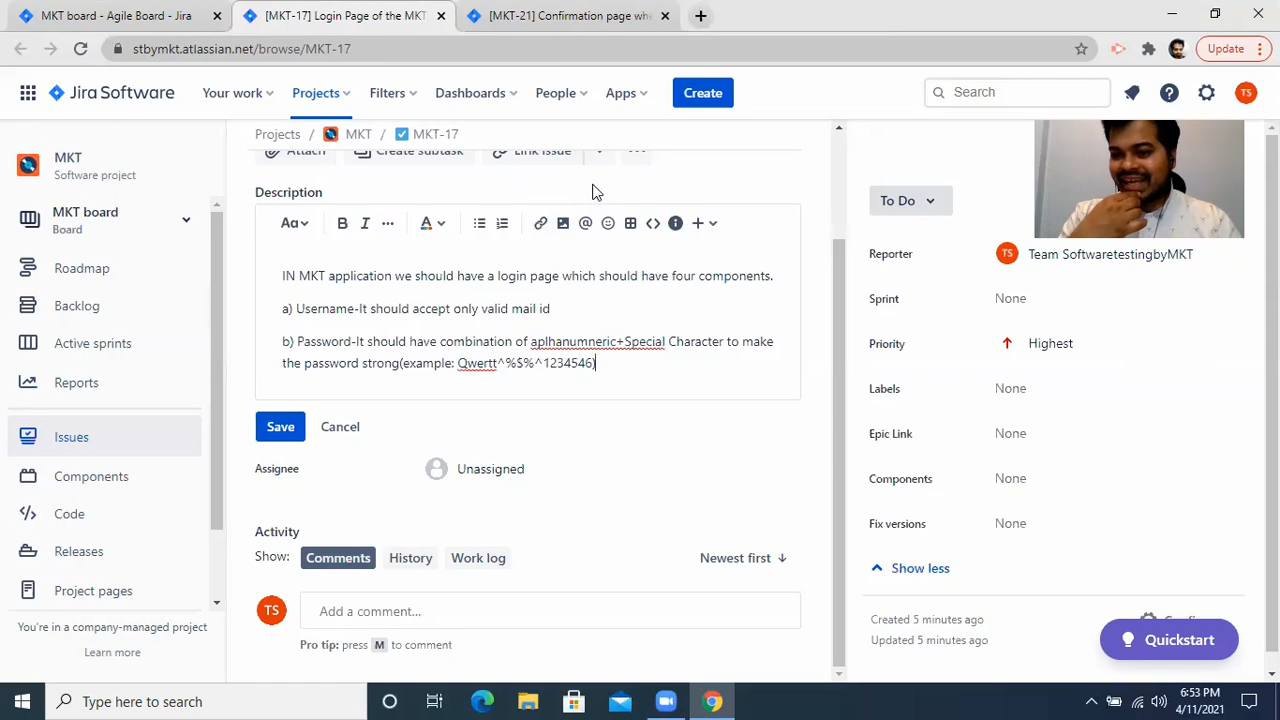 MKT board - Agile Board - Jira
[MKT-17] Login Page of the MKT
[MKT-21] Confirmation page whe
stbymkt.atlassian.net/browse/MKT-17
Update
Jira Software
Your work
Projects
Filters
Dashboards
People
Apps
Create
Search
TS
MKT
Software project
MKT board
Board
Roadmap
Backlog
Active sprints
Reports
Issues
Components
Code
Releases
Project pages
You're in a company-managed project
Learn more
Projects / MKT / MKT-17
Attach
Create subtask
Link issue
Description
Aa
B I
A
IN MKT application we should have a login page which should have four components.
a) Username-It should accept only valid mail id
b) Password-It should have combination of aplhanumneric+Special Character to make
the password strong(example: Qwertt^%$%^1234546)
Save
Cancel
Assignee
Unassigned
Activity
Show:
Comments
History
Work log
Newest first
TS
Add a comment...
Pro tip: press M to comment
To Do
Reporter
TS
Team SoftwaretestingbyMKT
Sprint
None
Priority
Highest
Labels
None
Epic Link
None
Components
None
Fix versions
None
Show less
Created 5 minutes ago
Updated 5 minutes ago
Quickstart
Type here to search
6:53 PM
4/11/2021